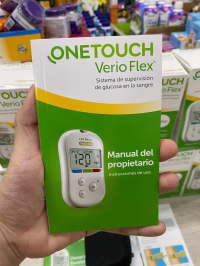 ONETOUCH
Verio Flex®
Sistema de supervisión
de glucosa en la sangre
120
Manual del
propietario
Instrucciones de uso